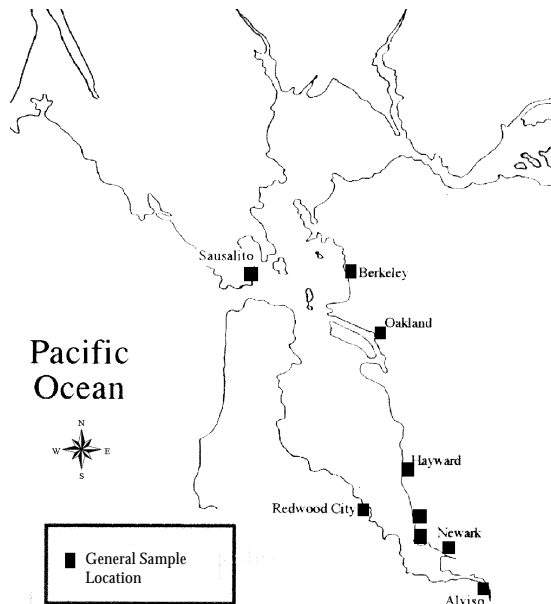 Sausalito
Berkeley
Oakland
Pacific
Ocean
N
W
E
S
Hayward
Redwood City
Newark
General Sample
Location
Alviso